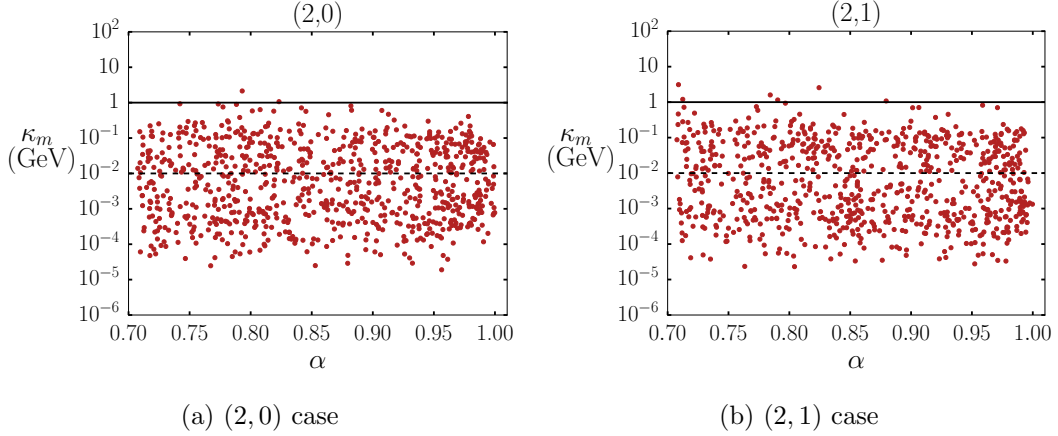 (2,0)
10^2
10
1
κ_m
(GeV)
10^{-1}
10^{-2}
10^{-3}
10^{-4}
10^{-5}
10^{-6}
0.70 0.75 0.80 0.85 0.90 0.95 1.00
α
(a) (2, 0) case
(2,1)
10^2
10
1
κ_m
(GeV)
10^{-1}
10^{-2}
10^{-3}
10^{-4}
10^{-5}
10^{-6}
0.70 0.75 0.80 0.85 0.90 0.95 1.00
α
(b) (2, 1) case